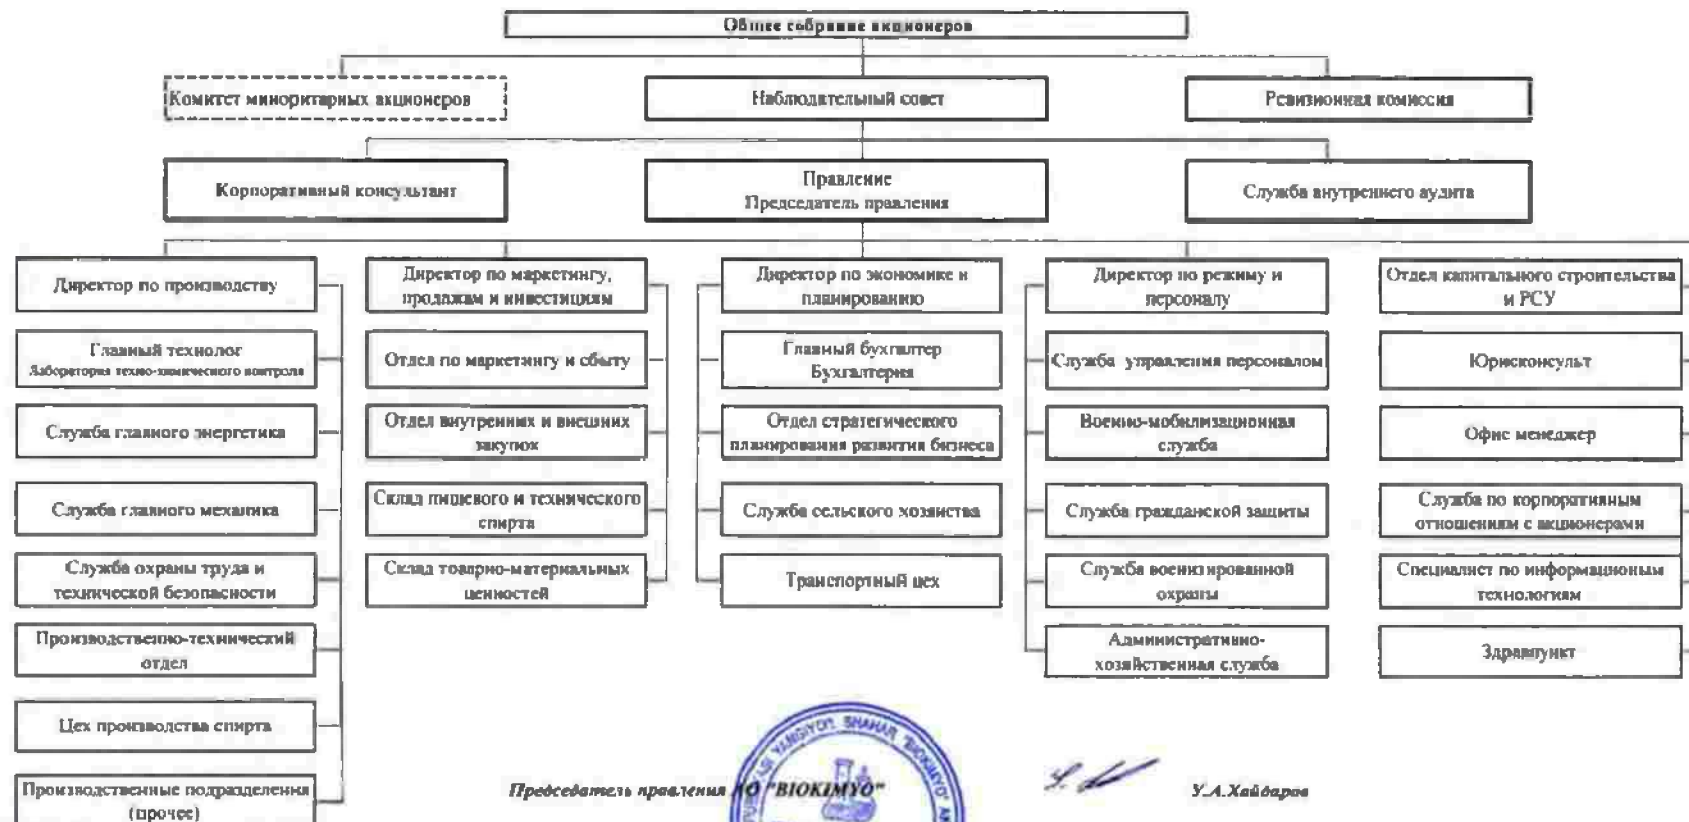 Общее собрание акционеров
Комитет миноритарных акционеров
Наблюдательный совет
Ревизионная комиссия
Корпоративный консультант
Правление
Председатель правления
Служба внутреннего аудита
Директор по производству
Главный технолог
Лаборатория техно-химического контроля
Служба главного энергетика
Служба главного механика
Служба охраны труда и
технической безопасности
Производственно-технический
отдел
Цех производства спирта
Производственные подразделения
(прочее)
Директор по маркетингу,
продажам и инвестициям
Отдел по маркетингу и сбыту
Отдел внутренних и внешних
закупок
Склад пищевого и технического
спирта
Склад товарно-материальных
ценностей
Директор по экономике и
планированию
Главный бухгалтер
Бухгалтерия
Отдел стратегического
планирования развития бизнеса
Служба сельского хозяйства
Транспортный цех
Директор по режиму и
персоналу
Служба управления персоналом
Военно-мобилизационная
служба
Служба гражданской защиты
Служба военизированной
охраны
Административно-
хозяйственная служба
Отдел капитального строительства
и РСУ
Юрисконсульт
Офис менеджер
Служба по корпоративным
отношениям с акционерами
Специалист по информационым
технологиям
Здравпункт
Председатель правления АО "BIOKIMYO"
У.А.Хайдаров
YANGIYO'L SHAHAR "BIOKIMYO"